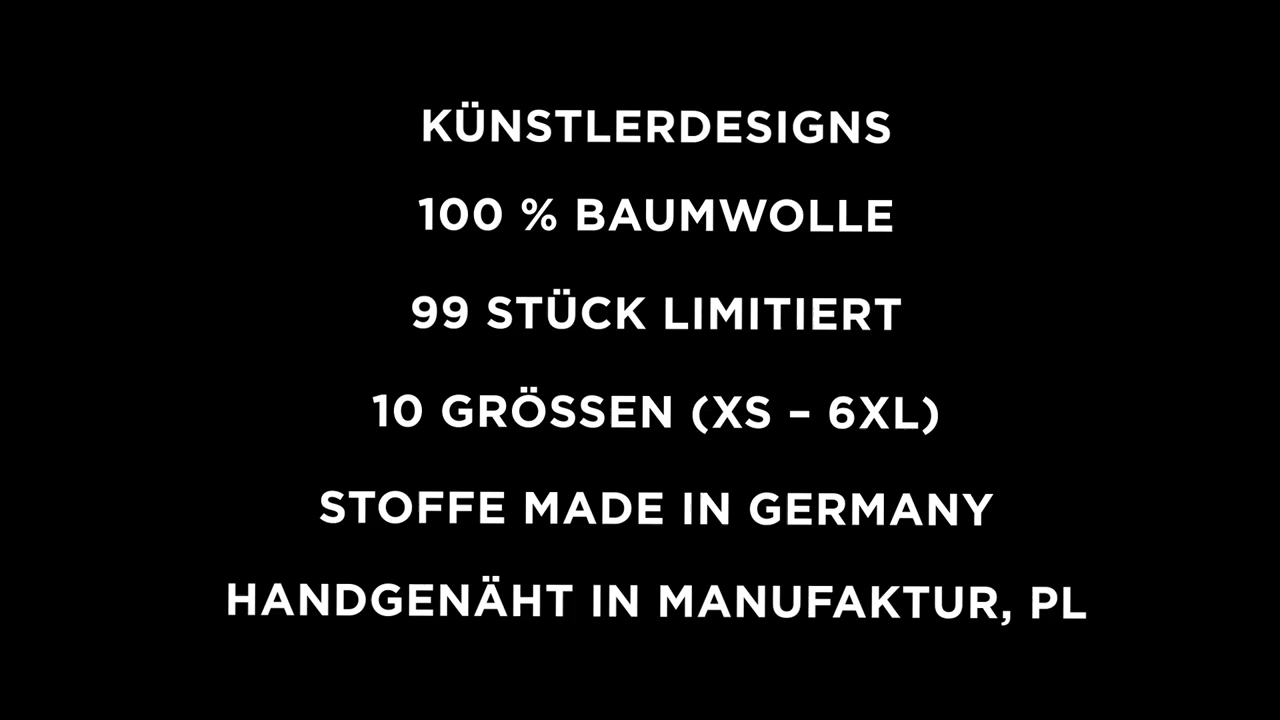 KÜNSTLERDESIGNS
100 % BAUMWOLLE
99 STÜCK LIMITIERT
10 GRÖSSEN (XS – 6XL)
STOFFE MADE IN GERMANY
HANDGENÄHT IN MANUFAKTUR, PL